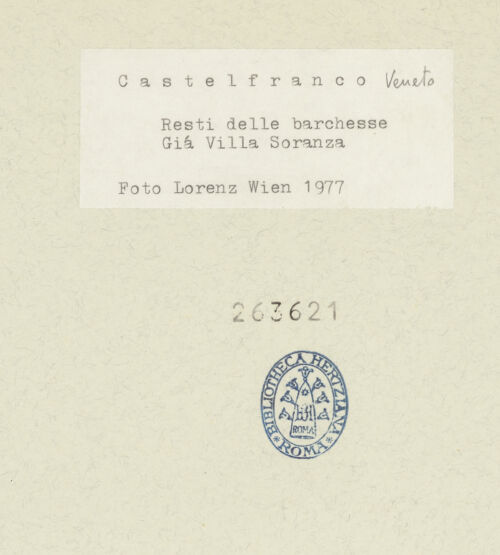 Castelfranco Veneto
Resti delle barchesse
Giá Villa Soranza
Foto Lorenz Wien 1977
263621
BIBLIOTHECA HERTZIANA
ROMA
ROMA